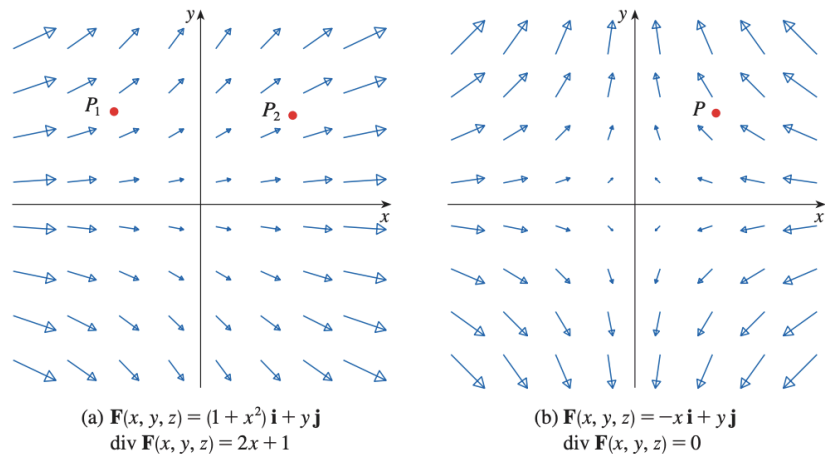 y
P₁
P₂
x
(a) F(x, y, z) = (1 + x²) i + y j
div F(x, y, z) = 2x + 1
y
P
x
(b) F(x, y, z) = −x i + y j
div F(x, y, z) = 0